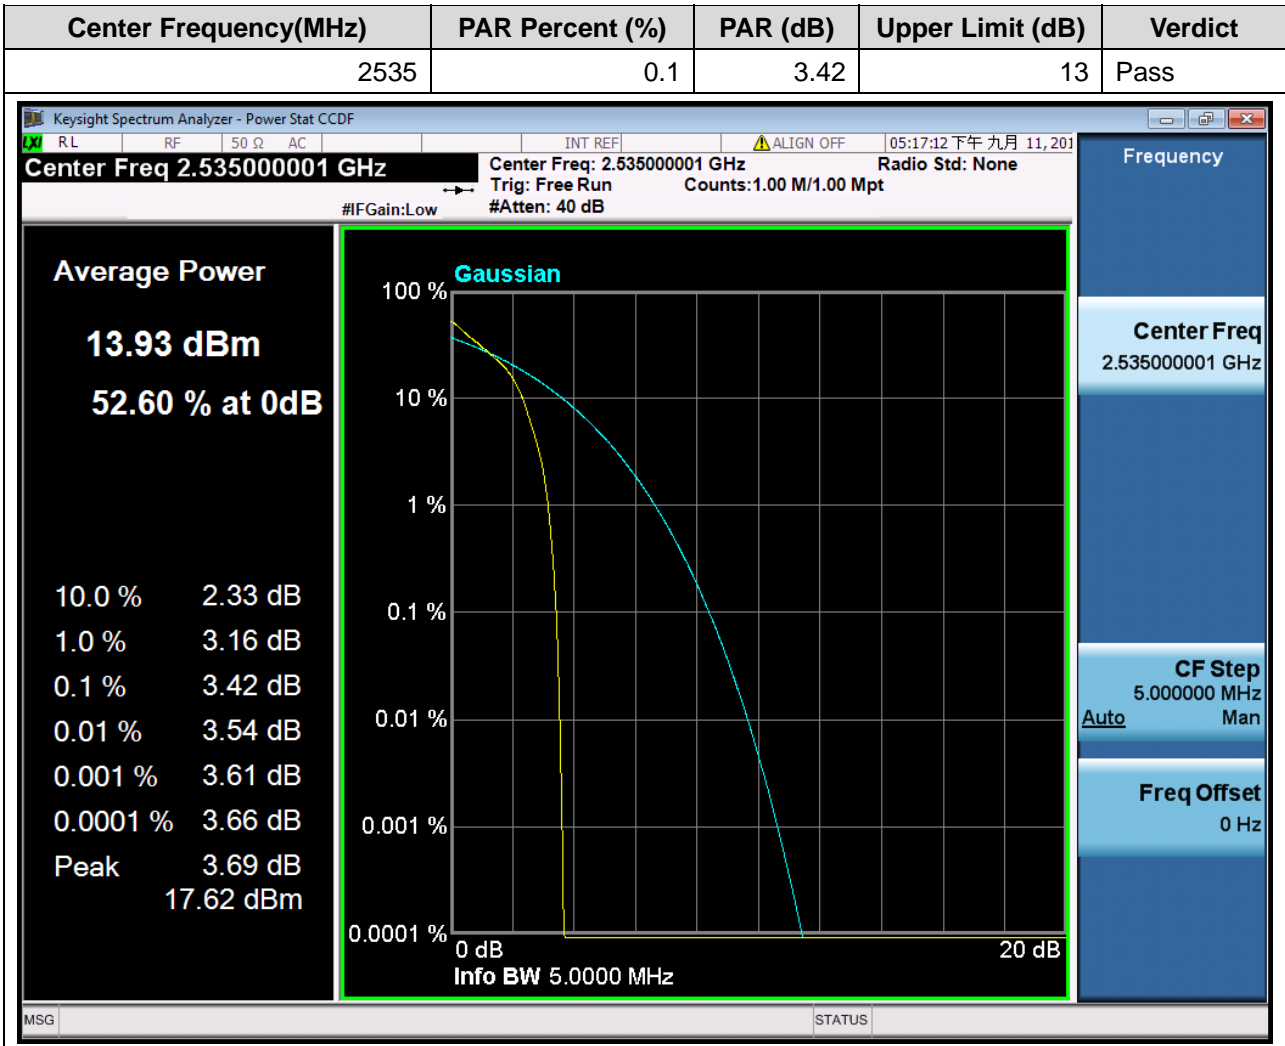 Center Frequency(MHz) PAR Percent (%) PAR (dB) Upper Limit (dB) Verdict
2535 0.1 3.42 13 Pass
Keysight Spectrum Analyzer - Power Stat CCDF
LXI RL RF 50 Ω AC INT REF ALIGN OFF 05:17:12 下午 九月 11, 201
Center Freq 2.535000001 GHz
Center Freq: 2.535000001 GHz Radio Std: None
Trig: Free Run Counts:1.00 M/1.00 Mpt
#IFGain:Low #Atten: 40 dB
Average Power
13.93 dBm
52.60 % at 0dB
10.0 % 2.33 dB
1.0 % 3.16 dB
0.1 % 3.42 dB
0.01 % 3.54 dB
0.001 % 3.61 dB
0.0001 % 3.66 dB
Peak 3.69 dB
17.62 dBm
Gaussian
100 %
10 %
1 %
0.1 %
0.01 %
0.001 %
0.0001 %
0 dB 20 dB
Info BW 5.0000 MHz
Frequency
Center Freq
2.535000001 GHz
CF Step
5.000000 MHz
Auto Man
Freq Offset
0 Hz
MSG STATUS